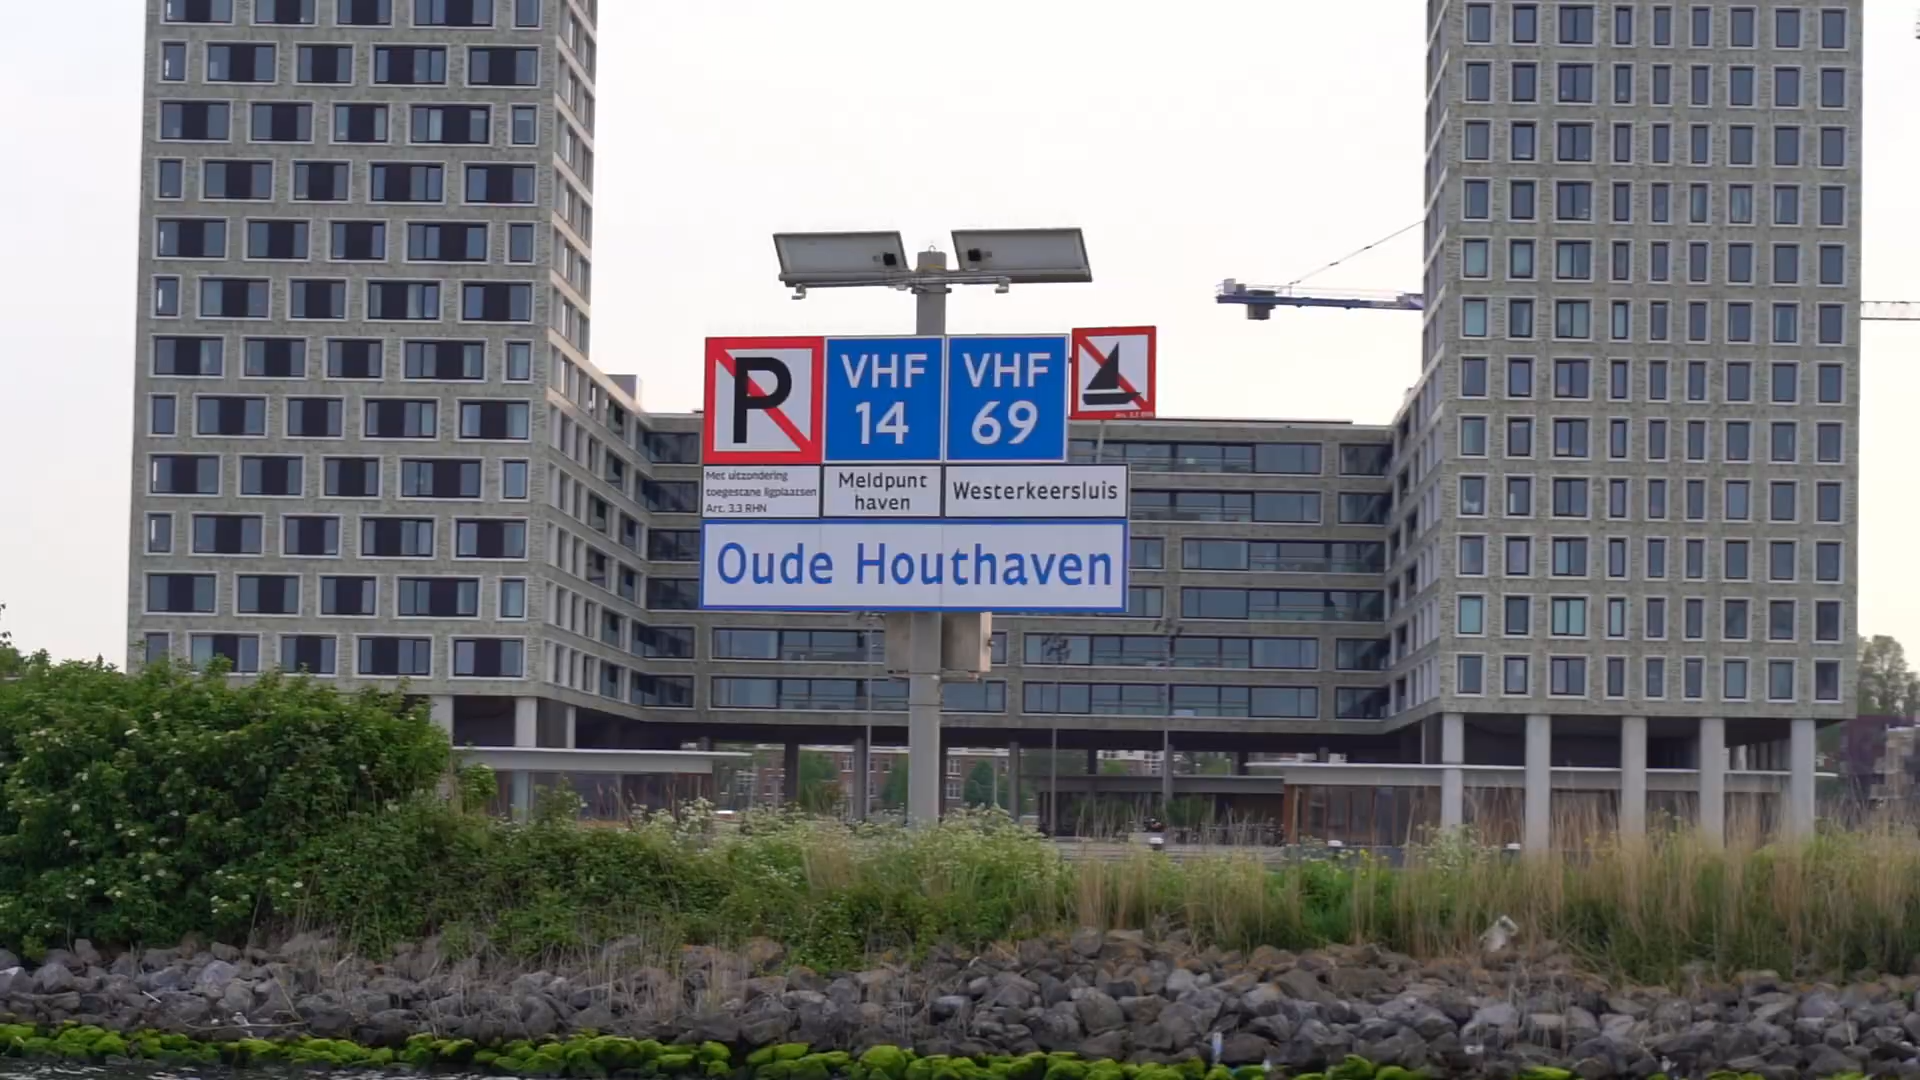 P
VHF
14
VHF
69
Met uitzondering
toegestane ligplaatsen
Art. 3.3 RHN
Meldpunt
haven
Westerkeersluis
Oude Houthaven